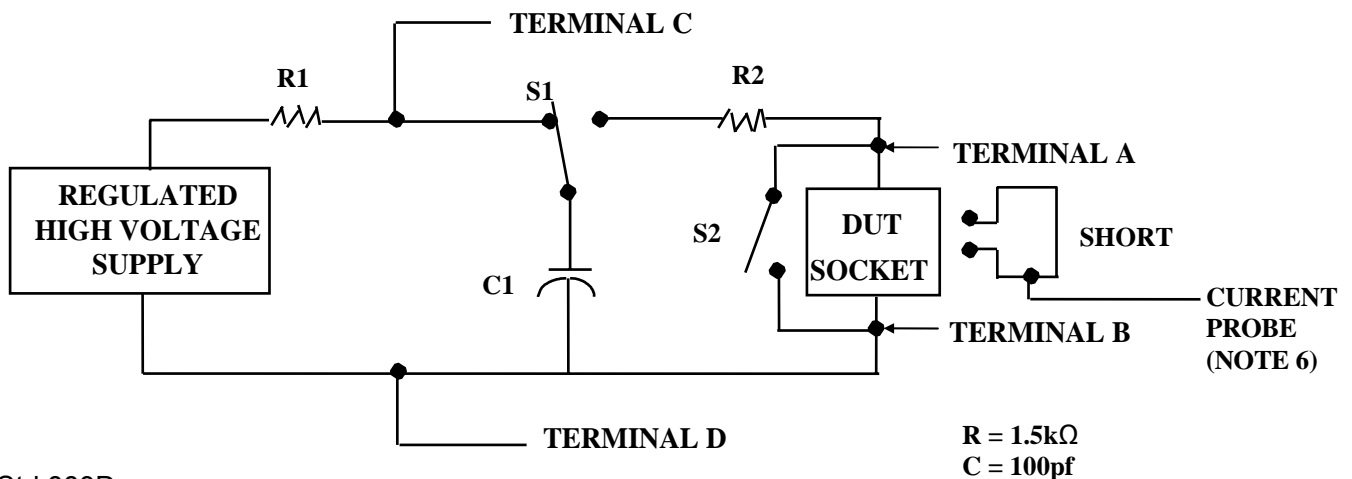 TERMINAL C
R1
S1
R2
TERMINAL A
REGULATED
HIGH VOLTAGE
SUPPLY
S2
DUT
SOCKET
SHORT
C1
CURRENT
PROBE
(NOTE 6)
TERMINAL B
TERMINAL D
R = 1.5kΩ
C = 100pf